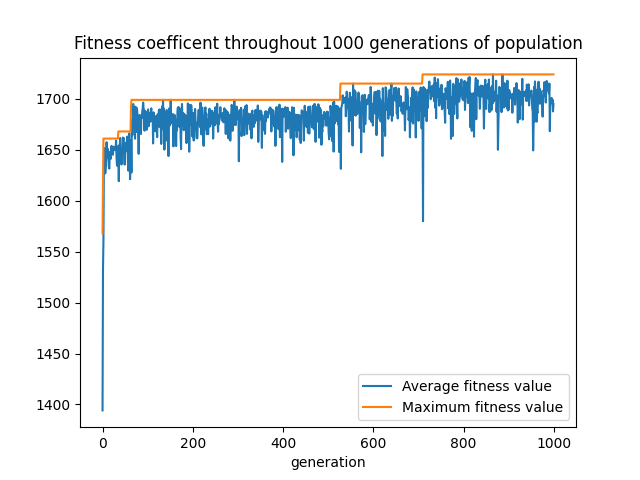 Fitness coefficent throughout 1000 generations of population
1700
1650
1600
1550
1500
1450
1400
Average fitness value
Maximum fitness value
0 200 400 600 800 1000
generation